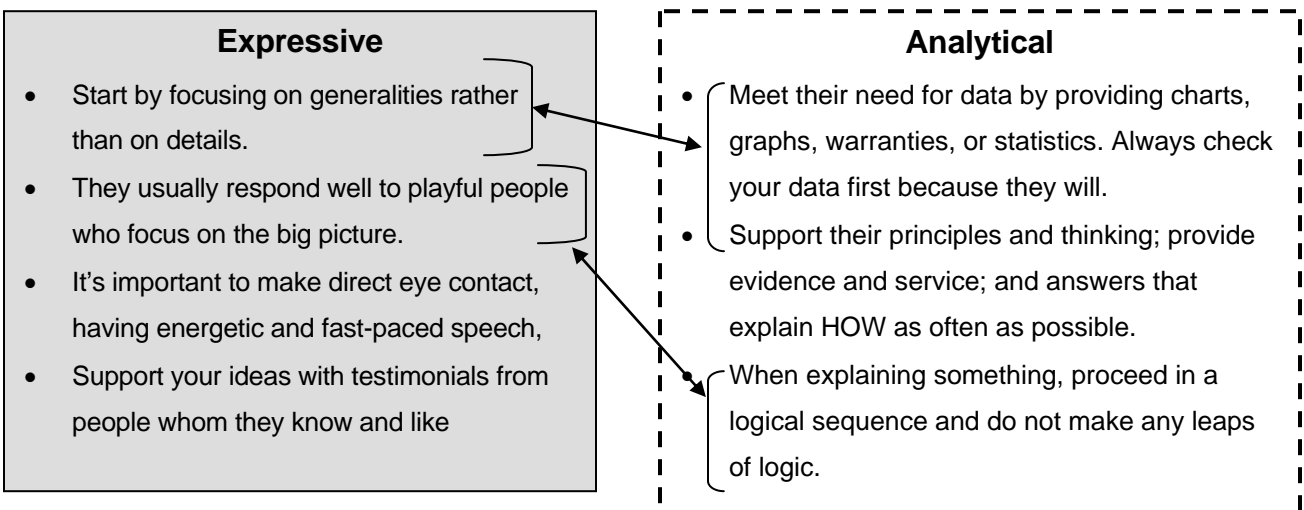 Expressive
• Start by focusing on generalities rather
than on details.
• They usually respond well to playful people
who focus on the big picture.
• It's important to make direct eye contact,
having energetic and fast-paced speech,
• Support your ideas with testimonials from
people whom they know and like
Analytical
• Meet their need for data by providing charts,
graphs, warranties, or statistics. Always check
your data first because they will.
• Support their principles and thinking; provide
evidence and service; and answers that
explain HOW as often as possible.
• When explaining something, proceed in a
logical sequence and do not make any leaps
of logic.